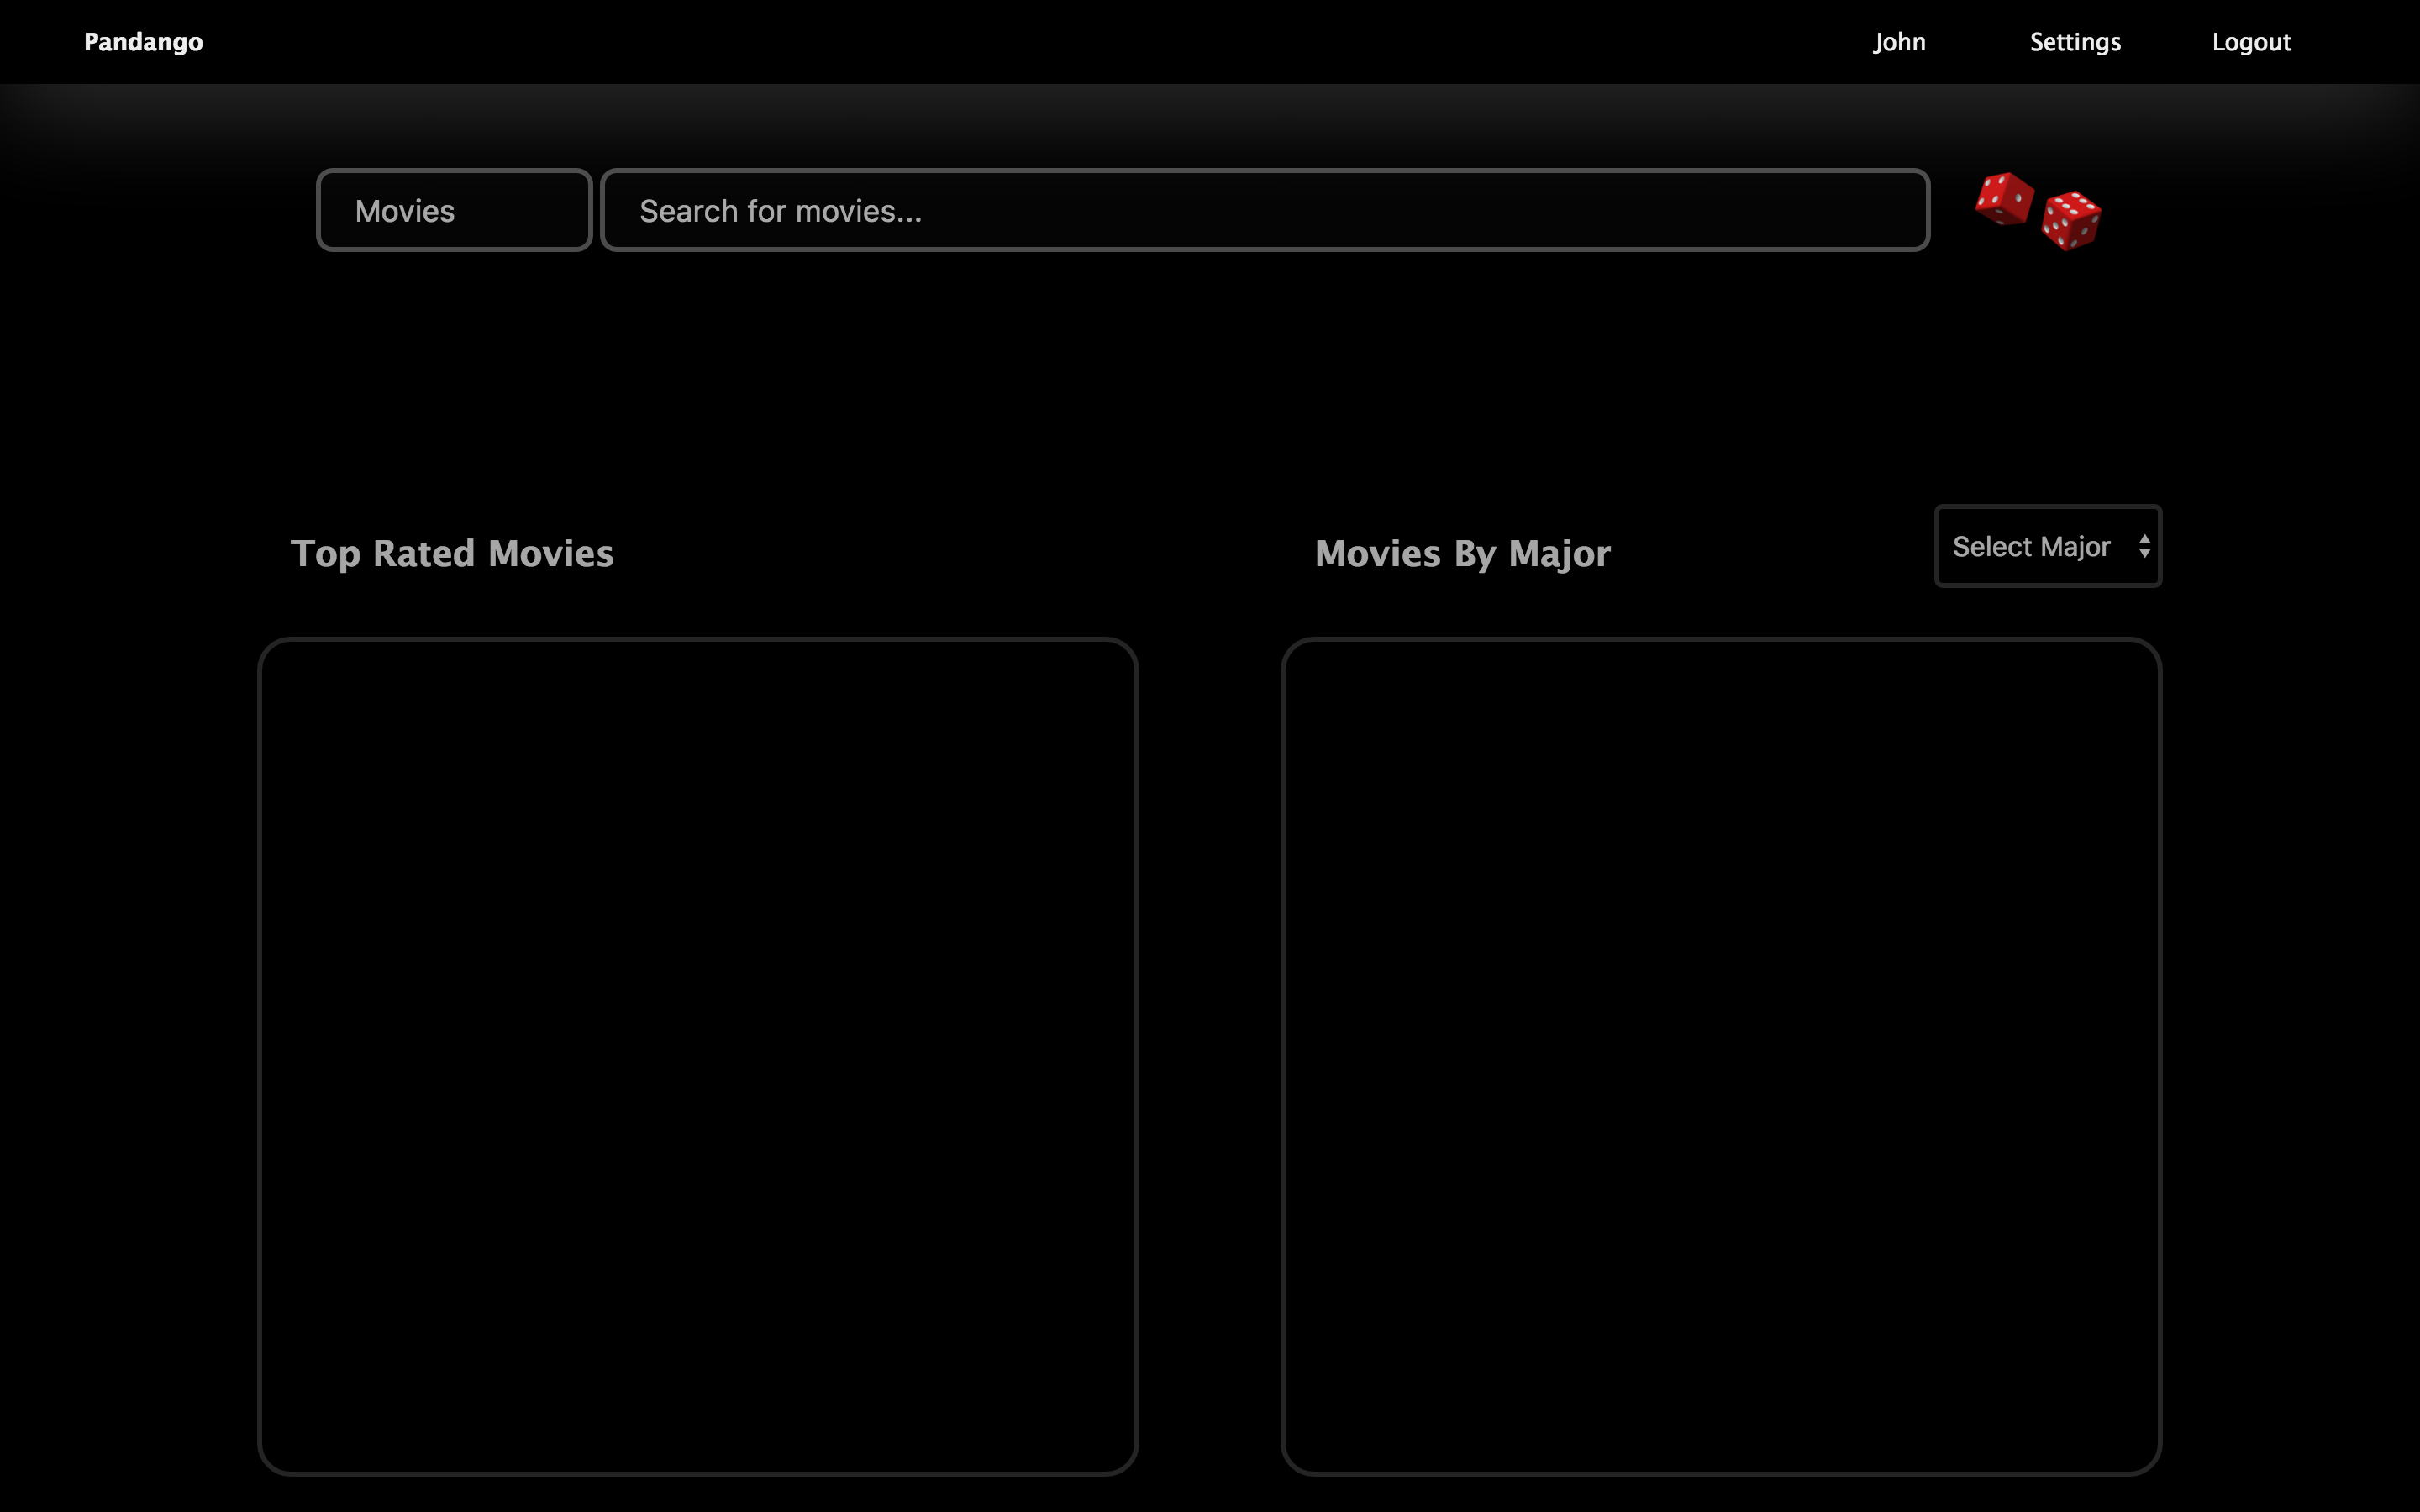 Pandango
John
Settings
Logout
Movies
Search for movies...
Top Rated Movies
Movies By Major
Select Major